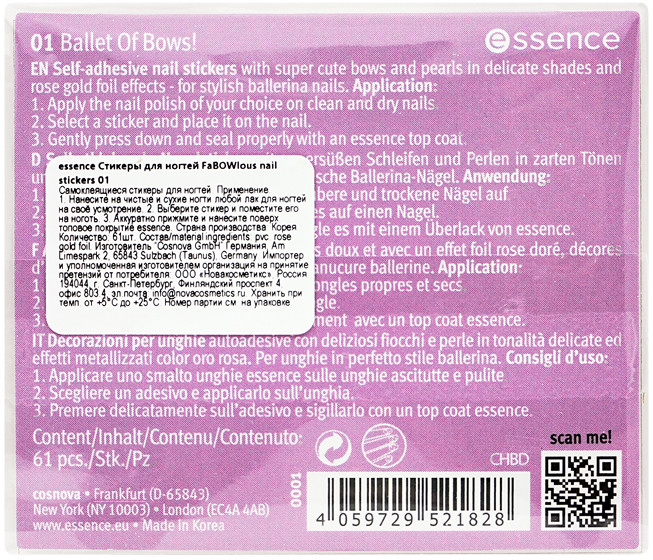 01 Ballet Of Bows!
essence
EN Self-adhesive nail stickers with super cute bows and pearls in delicate shades and
rose gold foil effects - for stylish ballerina nails. Application:
1. Apply the nail polish of your choice on clean and dry nails
2. Select a sticker and place it on the nail.
3. Gently press down and seal properly with an essence top coat
D
ersüßen Schleifen und Perlen in zarten Tönen
sche Ballerina-Nägel. Anwendung:
bere und trockene Nägel auf
es auf einen Nagel.
gle es mit einem Überlack von essence.
doux et avec un effet foil rose doré, décores
anucure ballerine. Application:
ongles propres et secs
2.
3.
ment avec un top coat essence.
essence Стикеры для ногтей FaBOWlous nail
stickers 01
Самоклеящиеся стикеры для ногтей Применение
1. Нанесите на чистые и сухие ногти любой лак для ногтей
на своё усмотрение. 2. Выберите стикер и поместите его
на ноготь. 3. Аккуратно прижмите и нанесите поверх
топовое покрытие essence. Страна производства Корея
Количество: 61шт. Состав/material ingredients pvc rose
gold foil Изготовитель "Cosnova GmbH" Германия, Am
Limespark 2, 65843 Sulzbach (Taunus), Germany Импортер
и уполномоченная изготовителем организация на принятие
претензий от потребителя ООО «Новакосметикс» Россия
194044, г. Санкт-Петербург, Финляндский проспект 4
офис 803.4, эл.почта info@novacosmetics.ru Хранить при
темп. от +5°С до +25°С Номер партии см. на упаковке.
IT Decorazioni per unghie autoadesive con deliziosi fiocchi e perle in tonalità delicate ed
effetti metallizzati color oro rosa. Per unghie in perfetto stile ballerina. Consigli d'uso:
1. Applicare uno smalto unghie essence sulle unghie asciutte e pulite
2. Scegliere un adesivo e applicarlo sull'unghia.
3. Premere delicatamente sull'adesivo e sigillarlo con un top coat essence.
Content/Inhalt/Contenu/Contenuto:
61 pcs./Stk./Pz
CHBD
scan me!
cosnova • Frankfurt (D-65843)
New York (NY 10003) • London (EC4A 4AB)
www.essence.eu • Made in Korea
0001
4 059729 521828